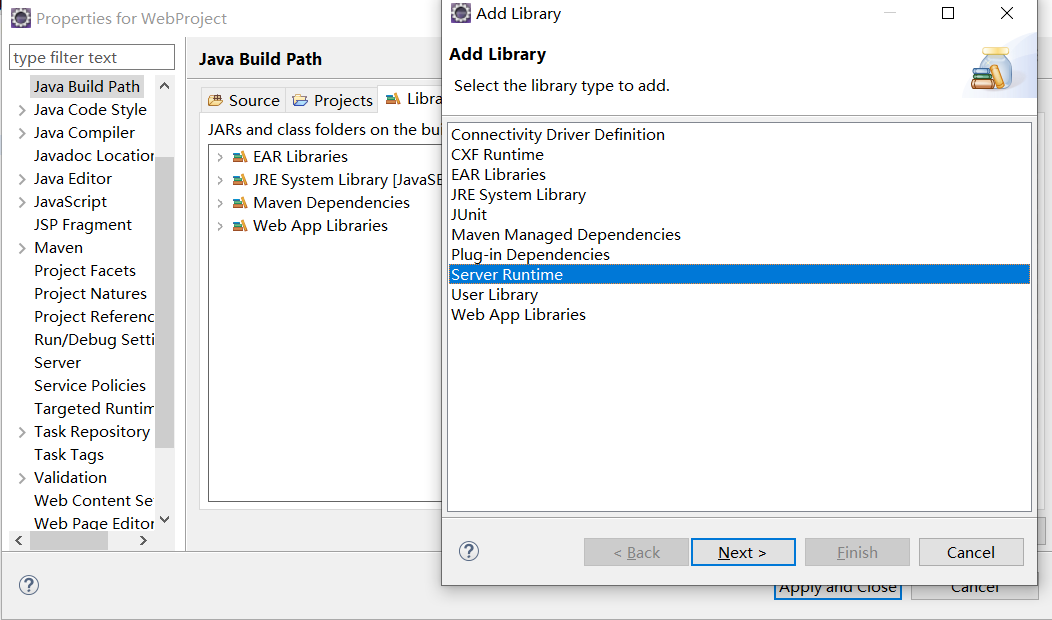 Properties for WebProject
type filter text
Java Build Path
Java Code Style
Java Compiler
Javadoc Location
Java Editor
JavaScript
JSP Fragment
Maven
Project Facets
Project Natures
Project Referenc
Run/Debug Setti
Server
Service Policies
Targeted Runtim
Task Repository
Task Tags
Validation
Web Content Se
Web Page Editor
Java Build Path
Source Projects Libra
JARs and class folders on the bu
EAR Libraries
JRE System Library [JavaSE
Maven Dependencies
Web App Libraries
Apply and Close Cancel
Add Library
Add Library
Select the library type to add.
Connectivity Driver Definition
CXF Runtime
EAR Libraries
JRE System Library
JUnit
Maven Managed Dependencies
Plug-in Dependencies
Server Runtime
User Library
Web App Libraries
< Back Next > Finish Cancel